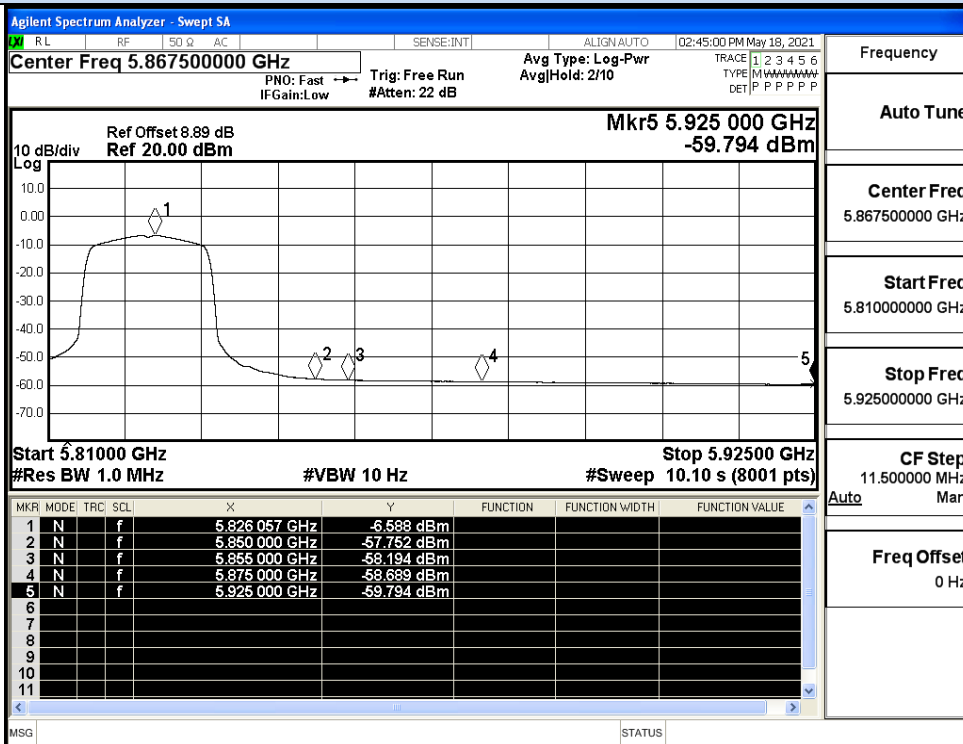 Agilent Spectrum Analyzer - Swept SA
LXI RL RF 50 Ω AC SENSE:INT ALIGN AUTO 02:45:00 PM May 18, 2021
Center Freq 5.867500000 GHz
PNO: Fast
IFGain:Low
Trig: Free Run
#Atten: 22 dB
Avg Type: Log-Pwr
Avg|Hold: 2/10
TRACE 1 2 3 4 5 6
TYPE M WWWWW
DET P P P P P P
Mkr5 5.925 000 GHz
-59.794 dBm
Ref Offset 8.89 dB
10 dB/div Ref 20.00 dBm
Log
10.0
0.00
-10.0
-20.0
-30.0
-40.0
-50.0
-60.0
-70.0
1
2
3
4
5
Start 5.81000 GHz Stop 5.92500 GHz
#Res BW 1.0 MHz #VBW 10 Hz #Sweep 10.10 s (8001 pts)
MKR MODE TRC SCL X Y FUNCTION FUNCTION WIDTH FUNCTION VALUE
1 N f 5.826 057 GHz -6.588 dBm
2 N f 5.850 000 GHz -57.752 dBm
3 N f 5.855 000 GHz -58.194 dBm
4 N f 5.875 000 GHz -58.689 dBm
5 N f 5.925 000 GHz -59.794 dBm
6
7
8
9
10
11
MSG STATUS
Frequency
Auto Tune
Center Freq
5.867500000 GHz
Start Freq
5.810000000 GHz
Stop Freq
5.925000000 GHz
CF Step
11.500000 MHz
Auto Man
Freq Offset
0 Hz